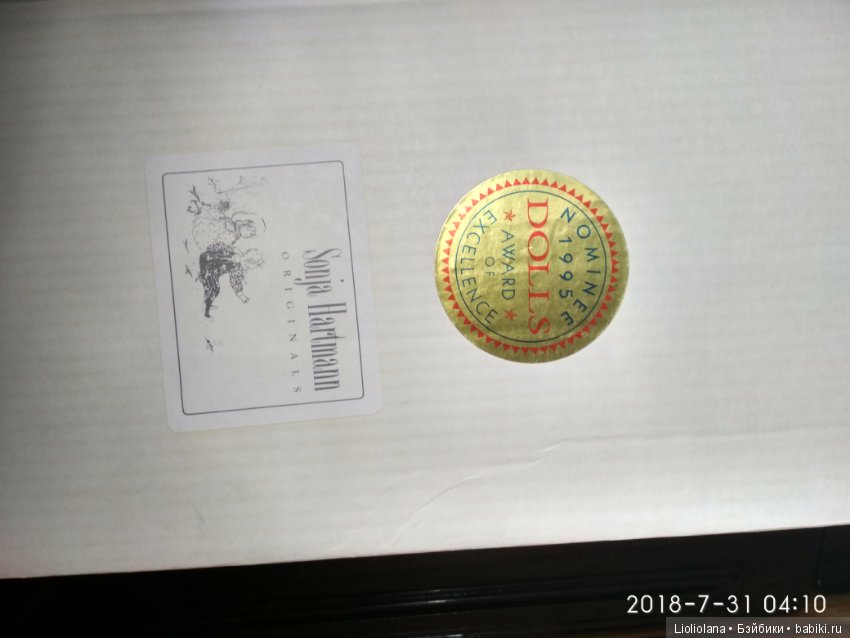 Sonja Hartmann
ORIGINALS
NOMINEE
1995
DOLLS
AWARD
OF
EXCELLENCE
2018-7-31 04:10
Lioliolana • Бэйбики • babiki.ru